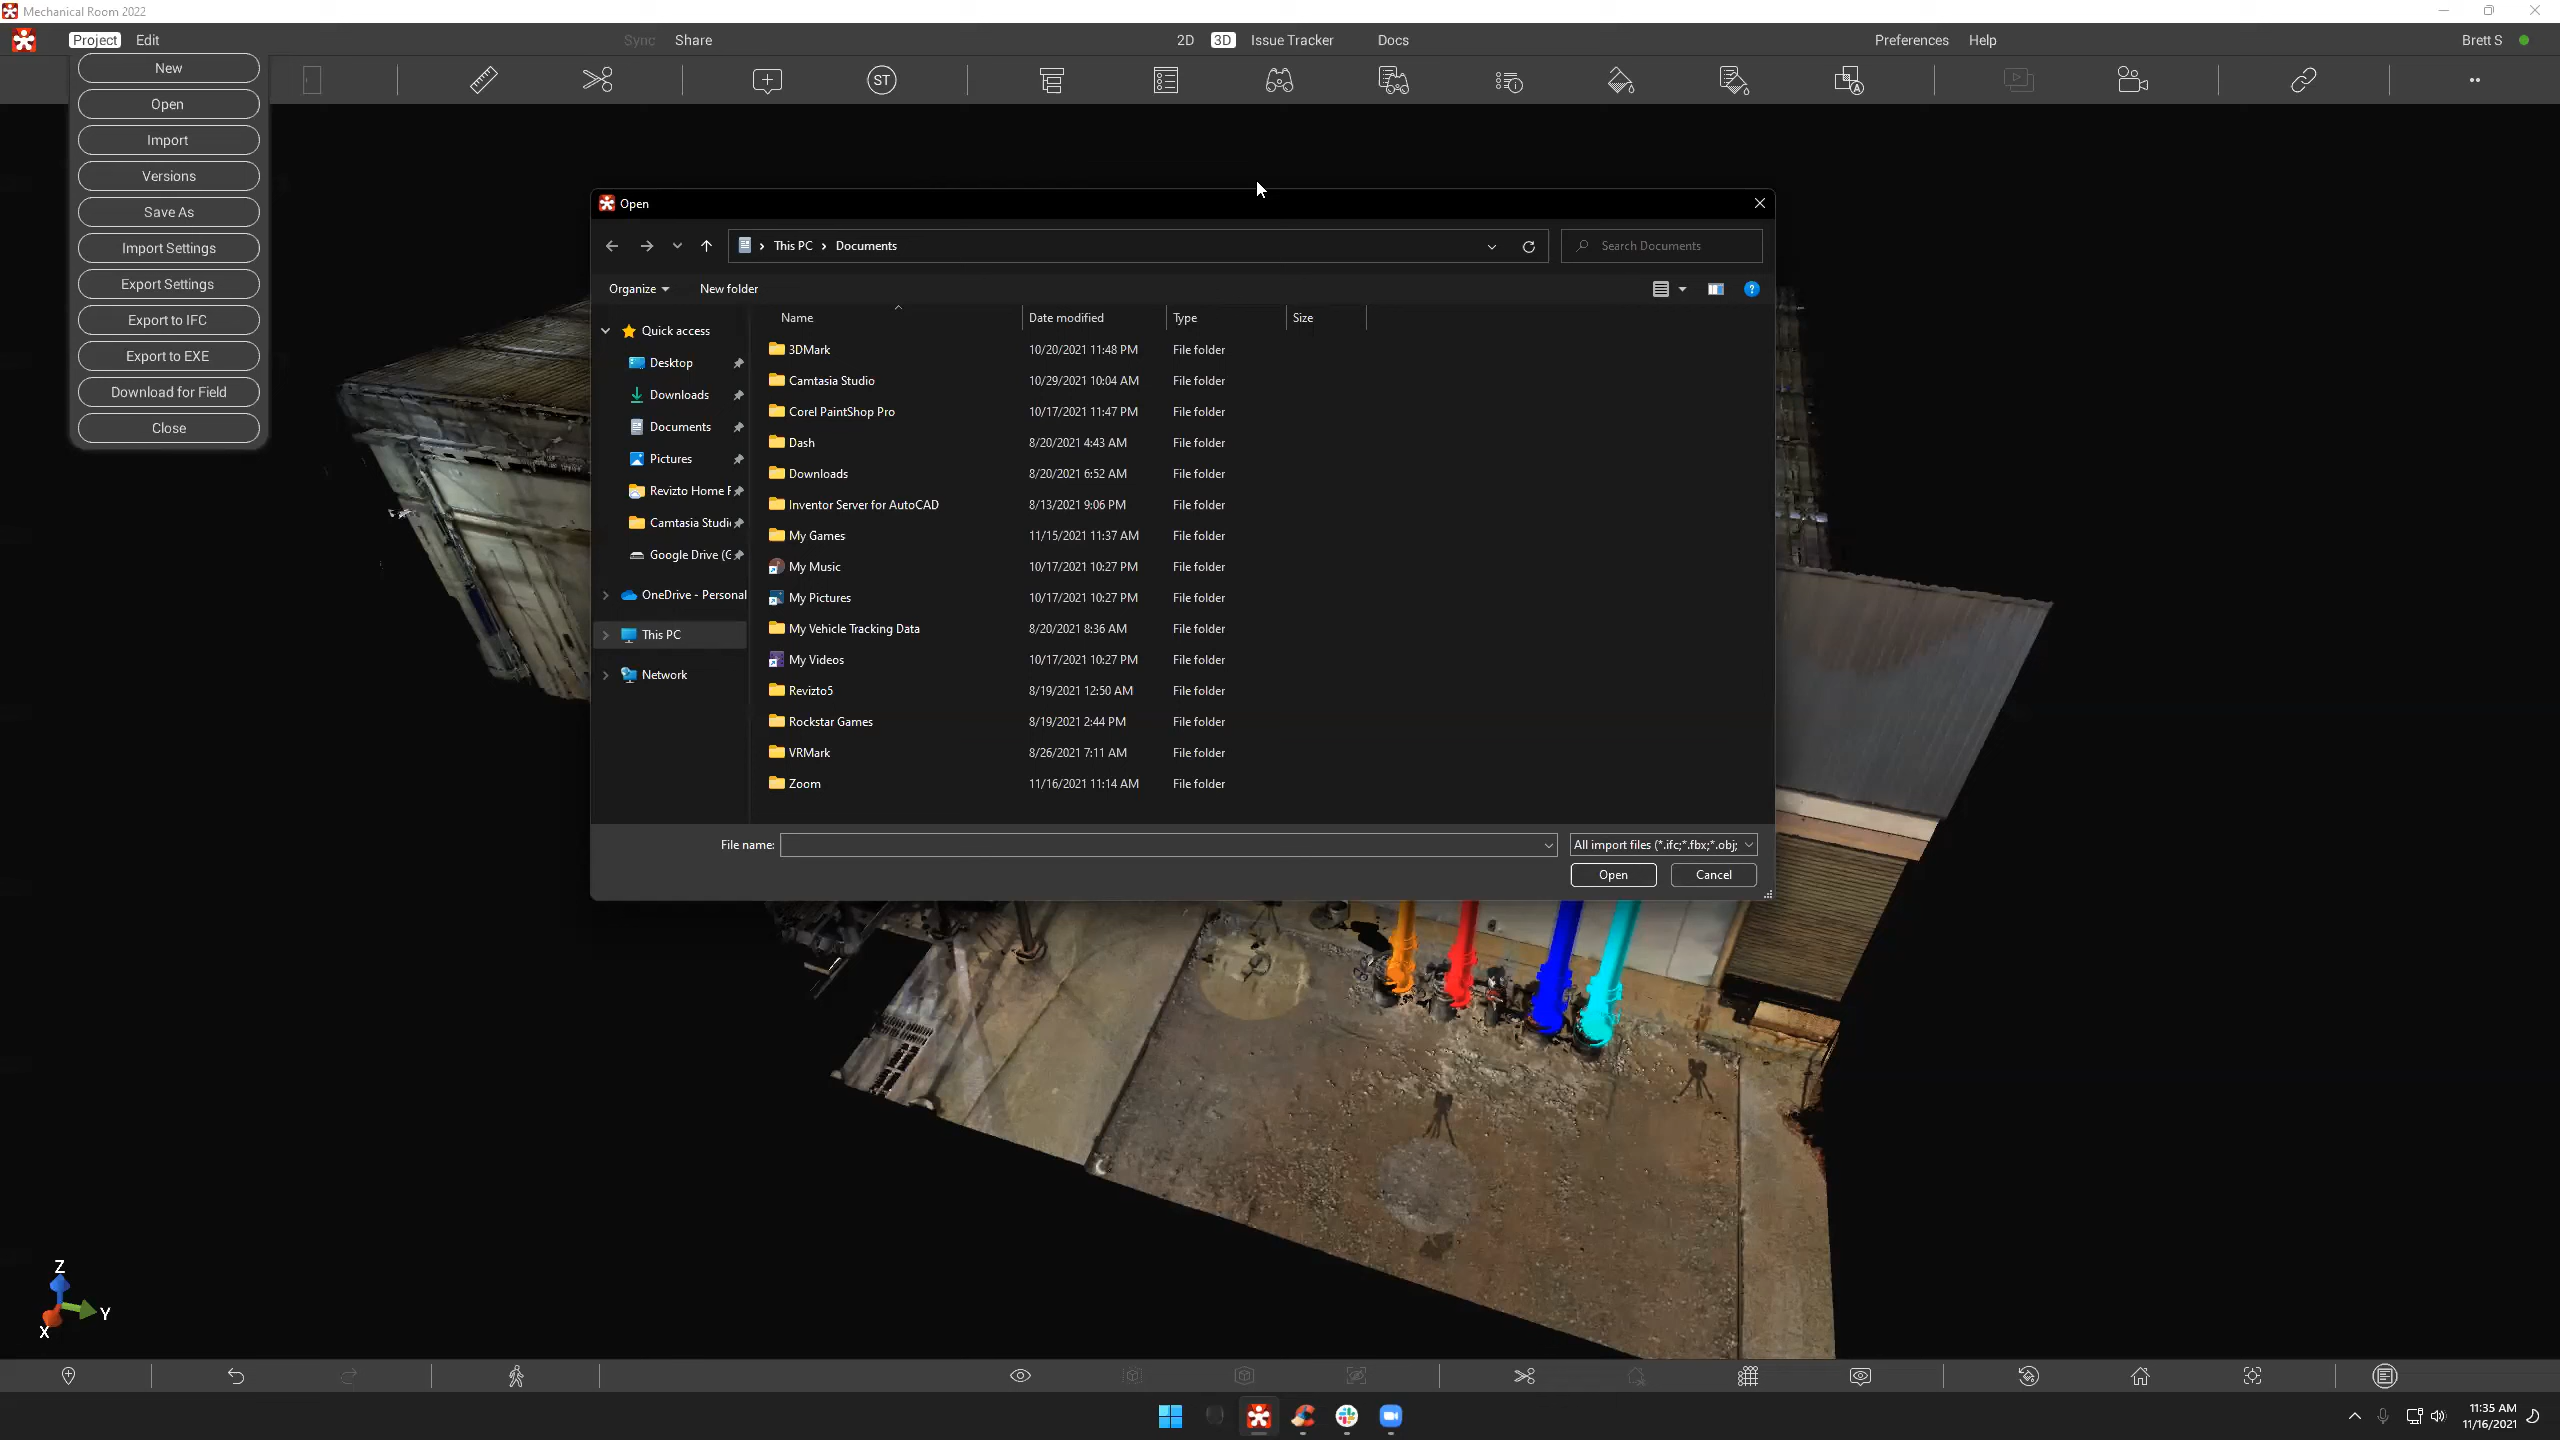 Mechanical Room 2022
Project Edit Sync Share 2D 3D Issue Tracker Docs Preferences Help Brett S
New
Open
Import
Versions
Save As
Import Settings
Export Settings
Export to IFC
Export to EXE
Download for Field
Close
ST
Open
This PC > Documents
Search Documents
Organize New folder
?
Name Date modified Type Size
Quick access
Desktop
Downloads
Documents
Pictures
Revizto Home F
Camtasia Studi
Google Drive (G
OneDrive - Personal
This PC
Network
3DMark 10/20/2021 11:48 PM File folder
Camtasia Studio 10/29/2021 10:04 AM File folder
Corel PaintShop Pro 10/17/2021 11:47 PM File folder
Dash 8/20/2021 4:43 AM File folder
Downloads 8/20/2021 6:52 AM File folder
Inventor Server for AutoCAD 8/13/2021 9:06 PM File folder
My Games 11/15/2021 11:37 AM File folder
My Music 10/17/2021 10:27 PM File folder
My Pictures 10/17/2021 10:27 PM File folder
My Vehicle Tracking Data 8/20/2021 8:36 AM File folder
My Videos 10/17/2021 10:27 PM File folder
Revizto5 8/19/2021 12:50 AM File folder
Rockstar Games 8/19/2021 2:44 PM File folder
VRMark 8/26/2021 7:11 AM File folder
Zoom 11/16/2021 11:14 AM File folder
File name:
All import files (*.ifc;*.fbx;*.obj;
Open Cancel
Z
Y
X
11:35 AM
11/16/2021